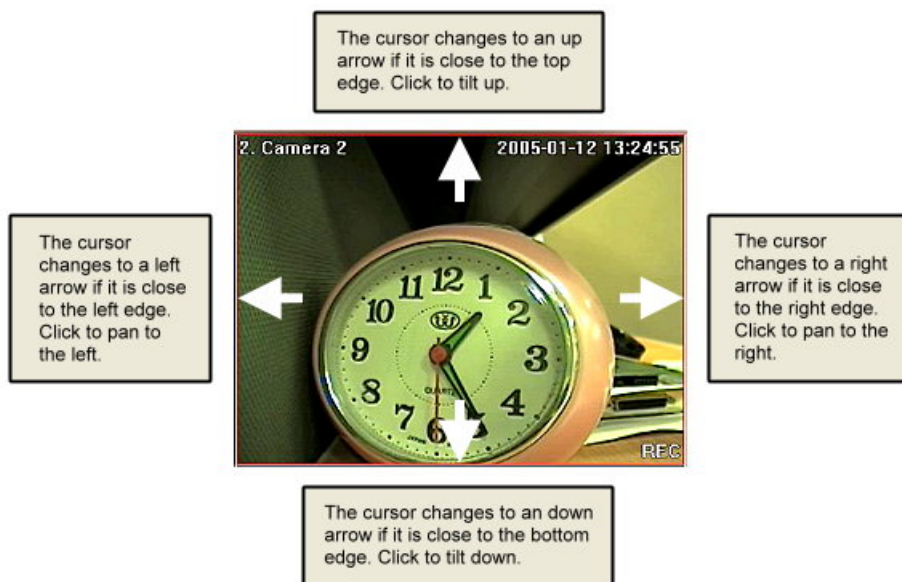 The cursor changes to an up
arrow if it is close to the top
edge. Click to tilt up.
2. Camera 2
2005-01-12 13:24:55
The cursor
changes to a left
arrow if it is close
to the left edge.
Click to pan to
the left.
11 12 1
10 2
9 3
8 4
7 6
QUARTZ
JAPAN
REC
The cursor
changes to a right
arrow if it is close
to the right edge.
Click to pan to the
right.
The cursor changes to an down
arrow if it is close to the bottom
edge. Click to tilt down.